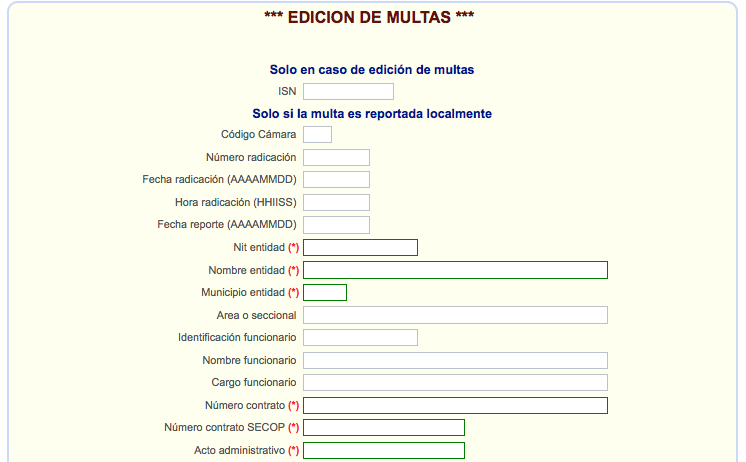 *** EDICION DE MULTAS ***
Solo en caso de edición de multas
ISN
Solo si la multa es reportada localmente
Código Cámara
Número radicación
Fecha radicación (AAAAMMDD)
Hora radicación (HHIISS)
Fecha reporte (AAAAMMDD)
Nit entidad (*)
Nombre entidad (*)
Municipio entidad (*)
Area o seccional
Identificación funcionario
Nombre funcionario
Cargo funcionario
Número contrato (*)
Número contrato SECOP (*)
Acto administrativo (*)